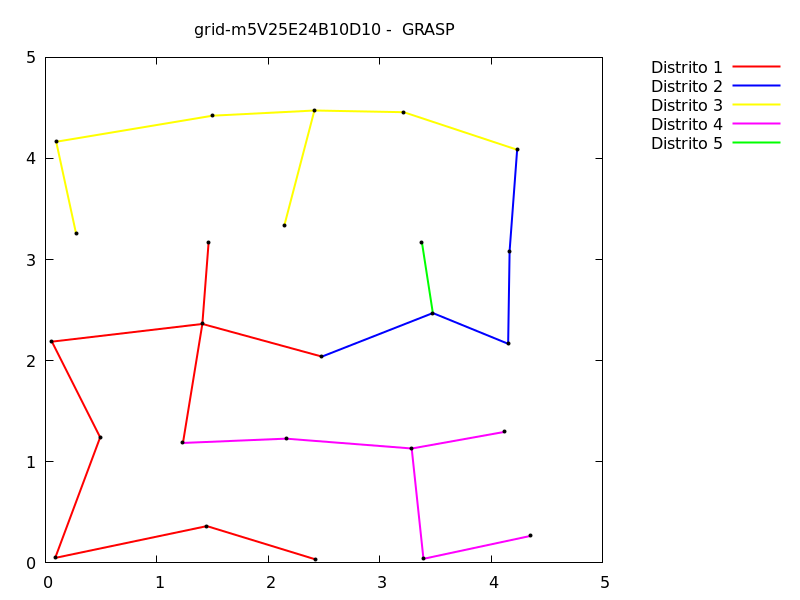 grid-m5V25E24B10D10 -  GRASP
Distrito 1
Distrito 2
Distrito 3
Distrito 4
Distrito 5
5
4
3
2
1
0
0 1 2 3 4 5